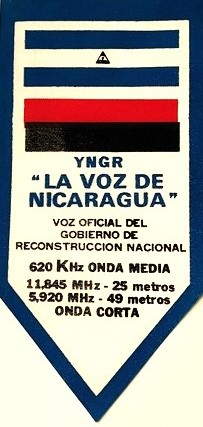 YNGR
"LA VOZ DE
NICARAGUA"
VOZ OFICIAL DEL
GOBIERNO DE
RECONSTRUCCION NACIONAL
620 KHz ONDA MEDIA
11,845 MHz - 25 metros
5,920 MHz - 49 metros
ONDA CORTA